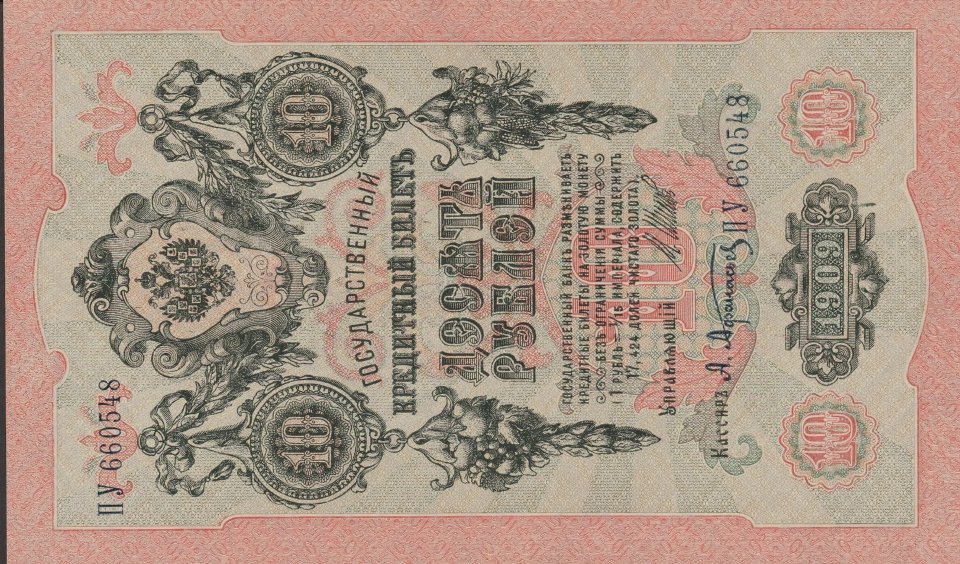 ПУ 660548
10
10
ГОСУДАРСТВЕННЫЙ
КРЕДИТНЫЙ БИЛЕТЪ
ДЕСЯТЬ
РУБЛЕЙ
ГОСУДАРСТВЕННЫЙ БАНКЪ РАЗМѢНИВАЕТЪ
КРЕДИТНЫЕ БИЛЕТЫ НА ЗОЛОТУЮ МОНЕТУ
БЕЗЪ ОГРАНИЧЕНІЯ СУММЫ
(1 РУБЛЬ = 1/15 ИМПЕРІАЛА, СОДЕРЖИТЪ
17,424 ДОЛЕЙ ЧИСТАГО ЗОЛОТА).
10
Управляющій
Кассиръ
ПУ 660548
10
1909
10